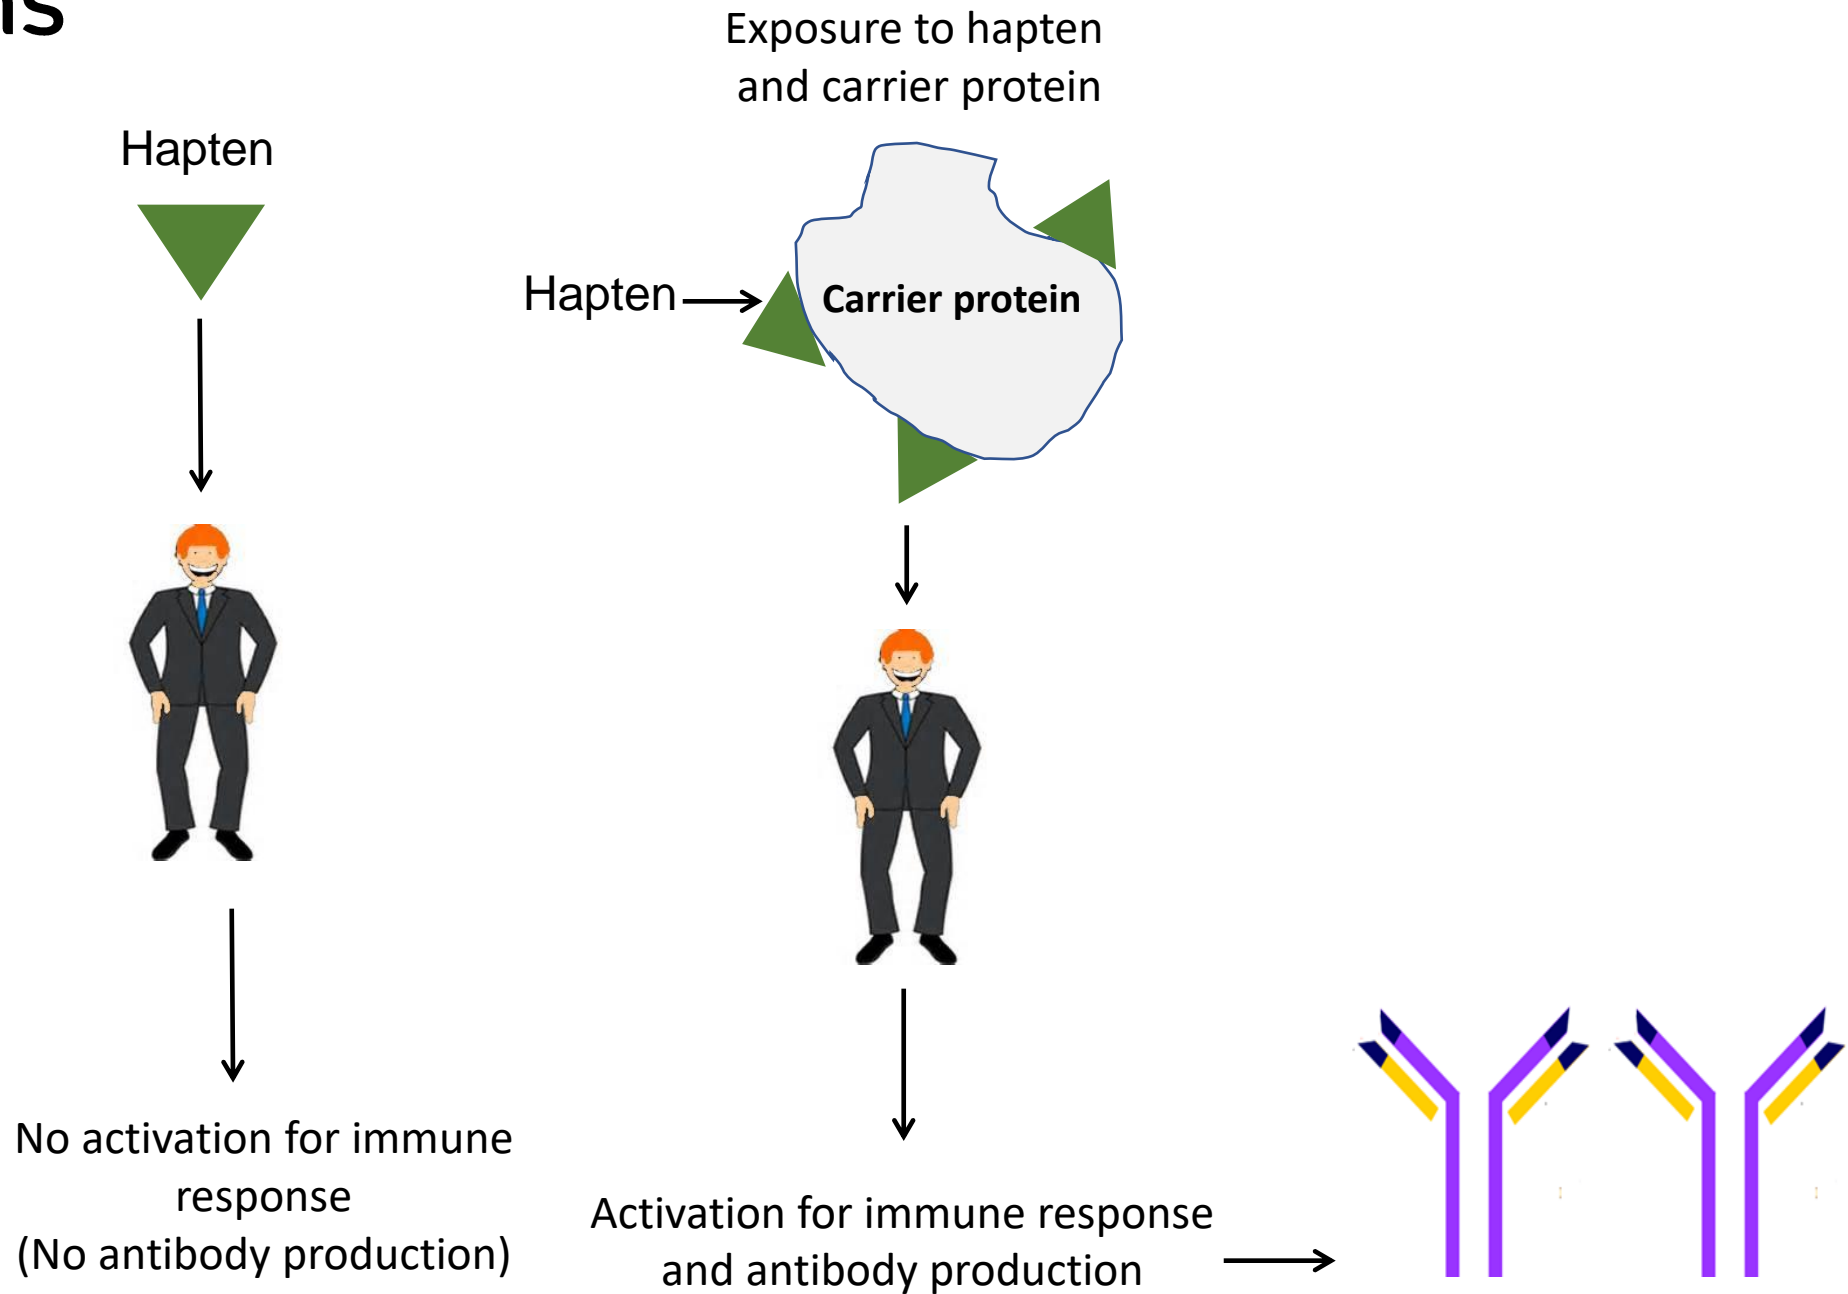 ns
Hapten
No activation for immune
response
(No antibody production)
Exposure to hapten
and carrier protein
Hapten
Carrier protein
Activation for immune response
and antibody production